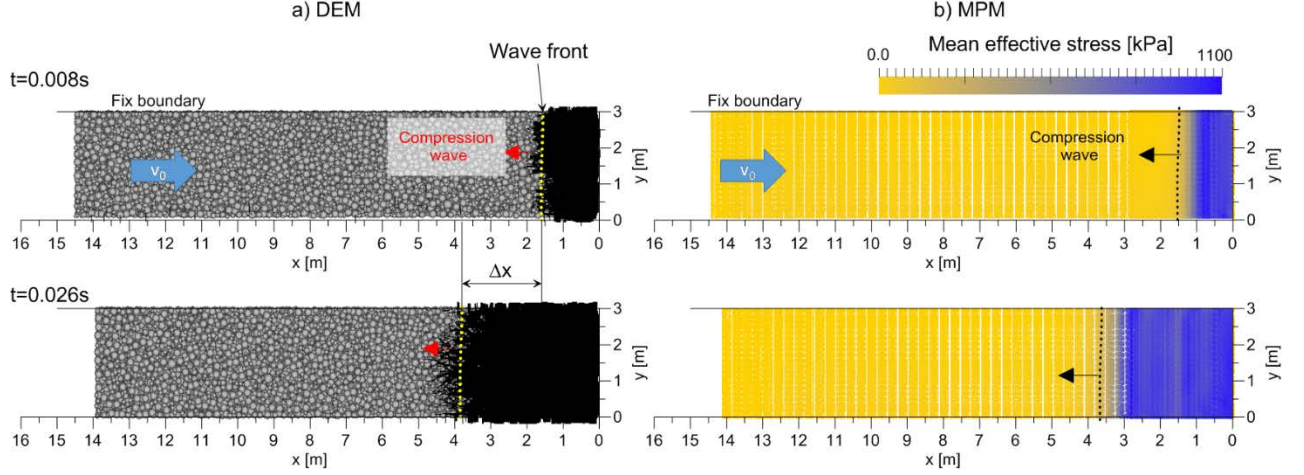 a) DEM
b) MPM
Wave front
Mean effective stress [kPa]
0.0
1100
t=0.008s
Fix boundary
Compression
wave
v0
3
2
1
0
y [m]
16 15 14 13 12 11 10 9 8 7 6 5 4 3 2 1 0
x [m]
Fix boundary
Compression
wave
v0
3
2
1
0
y [m]
16 15 14 13 12 11 10 9 8 7 6 5 4 3 2 1 0
x [m]
Δx
t=0.026s
3
2
1
0
y [m]
16 15 14 13 12 11 10 9 8 7 6 5 4 3 2 1 0
x [m]
3
2
1
0
y [m]
16 15 14 13 12 11 10 9 8 7 6 5 4 3 2 1 0
x [m]